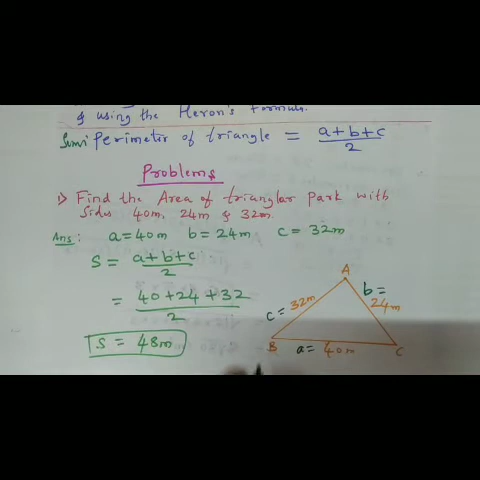 & using the Heron's Formula.
Semi Perimeter of triangle = a+b+c / 2
Problems
1) Find the Area of trianglar Park with
Sides 40m, 24m & 32m.
Ans: a=40m b=24m c=32m
S = a+b+c / 2
= 40+24+32 / 2
S = 48m
A
c= 32m
b= 24m
B a= 40m C